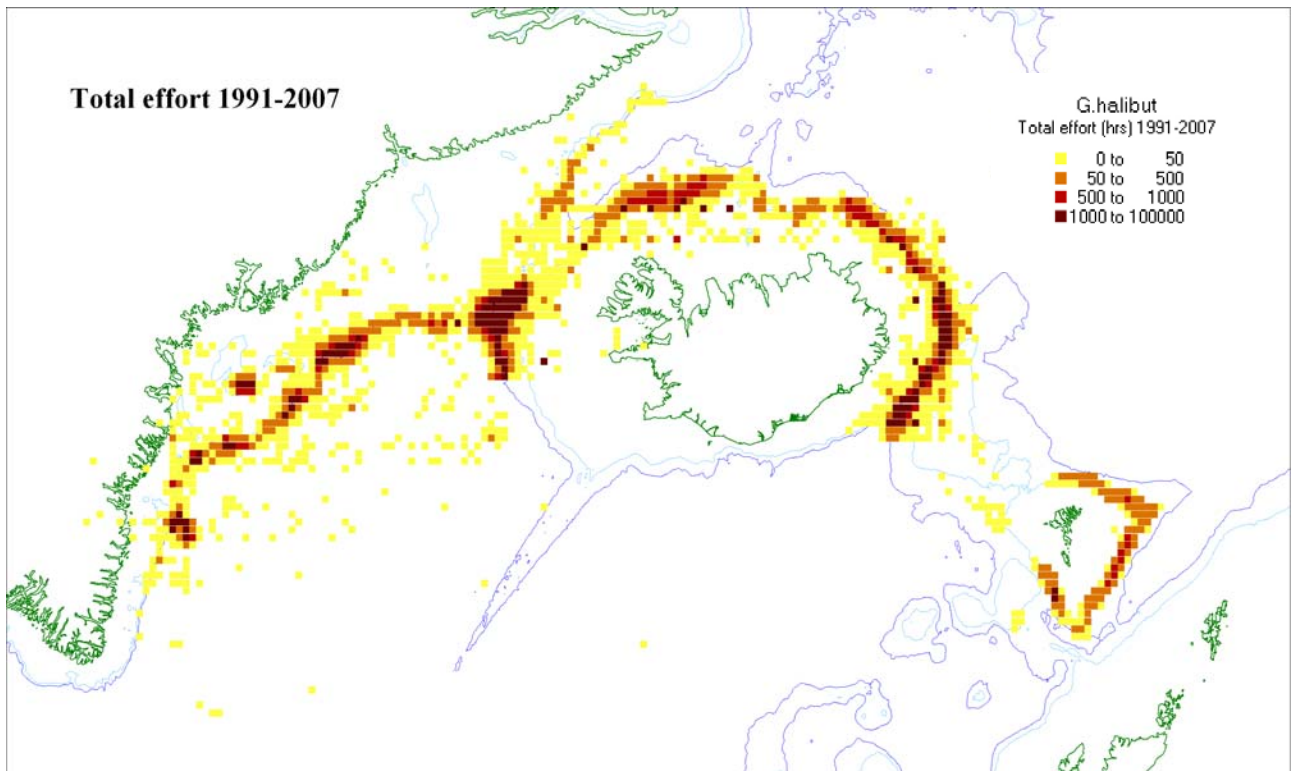 Total effort 1991-2007
G.halibut
Total effort (hrs) 1991-2007
0 to 50
50 to 500
500 to 1000
1000 to 100000